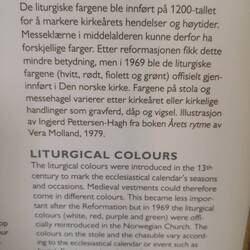 De liturgiske fargene ble innført på 1200-tallet
for å markere kirkeårets hendelser og høytider.
Messeklærne i middelalderen kunne derfor ha
forskjellige farger. Etter reformasjonen fikk dette
mindre betydning, men i 1969 ble de liturgiske
fargene (hvitt, rødt, fiolett og grønt) offisielt gjen-
innført i Den norske kirke. Fargene på stola og
messehagel varierer etter kirkeåret eller kirkelige
handlinger som gravferd, dåp og vigsel. Illustrasjon
av Ingjerd Pettersen-Hagh fra boken Årets rytme av
Vera Molland, 1979.
LITURGICAL COLOURS
The liturgical colours were introduced in the 13th
century to mark the ecclesiastical calendar's seasons
and occasions. Medieval vestments could therefore
come in different colours. This became less import-
ant after the Reformation but in 1969 the liturgical
colours (white, red, purple and green) were offi-
cially reintroduced in the Norwegian Church. The
colours on the stole and the chasuble vary accord-
ing to the ecclesiastical calendar or event such as